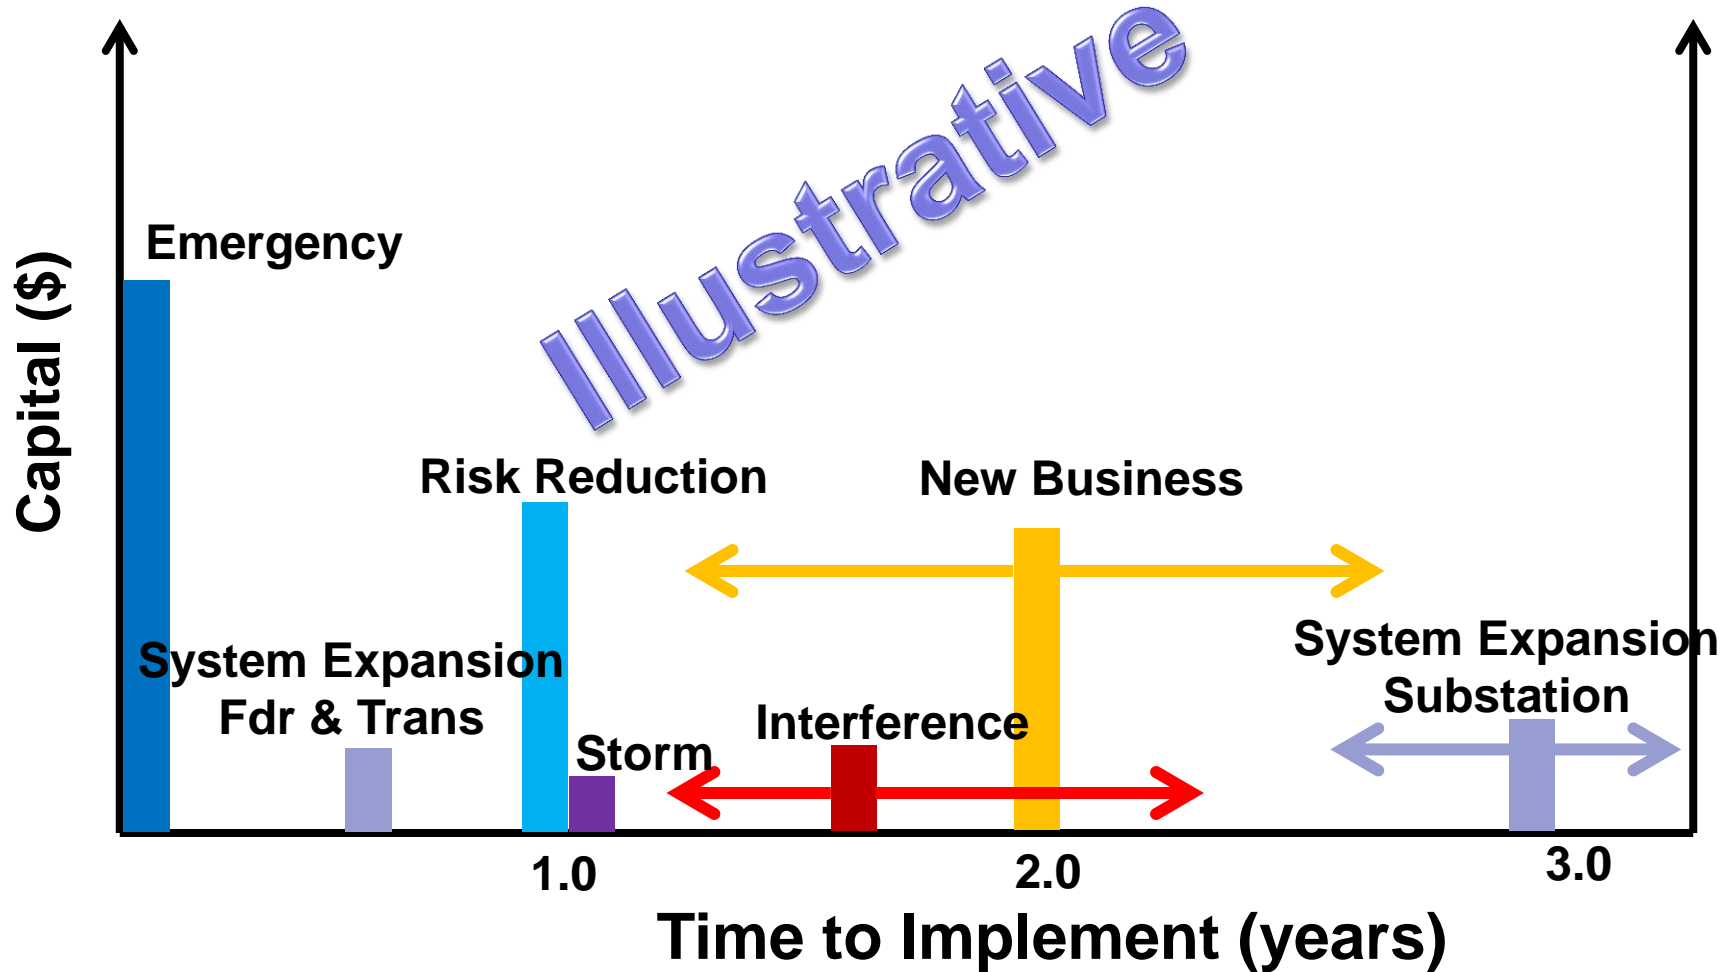 Illustrative
Capital ($)
Emergency
Risk Reduction
New Business
System Expansion
Fdr & Trans
Storm
Interference
System Expansion
Substation
1.0
2.0
3.0
Time to Implement (years)